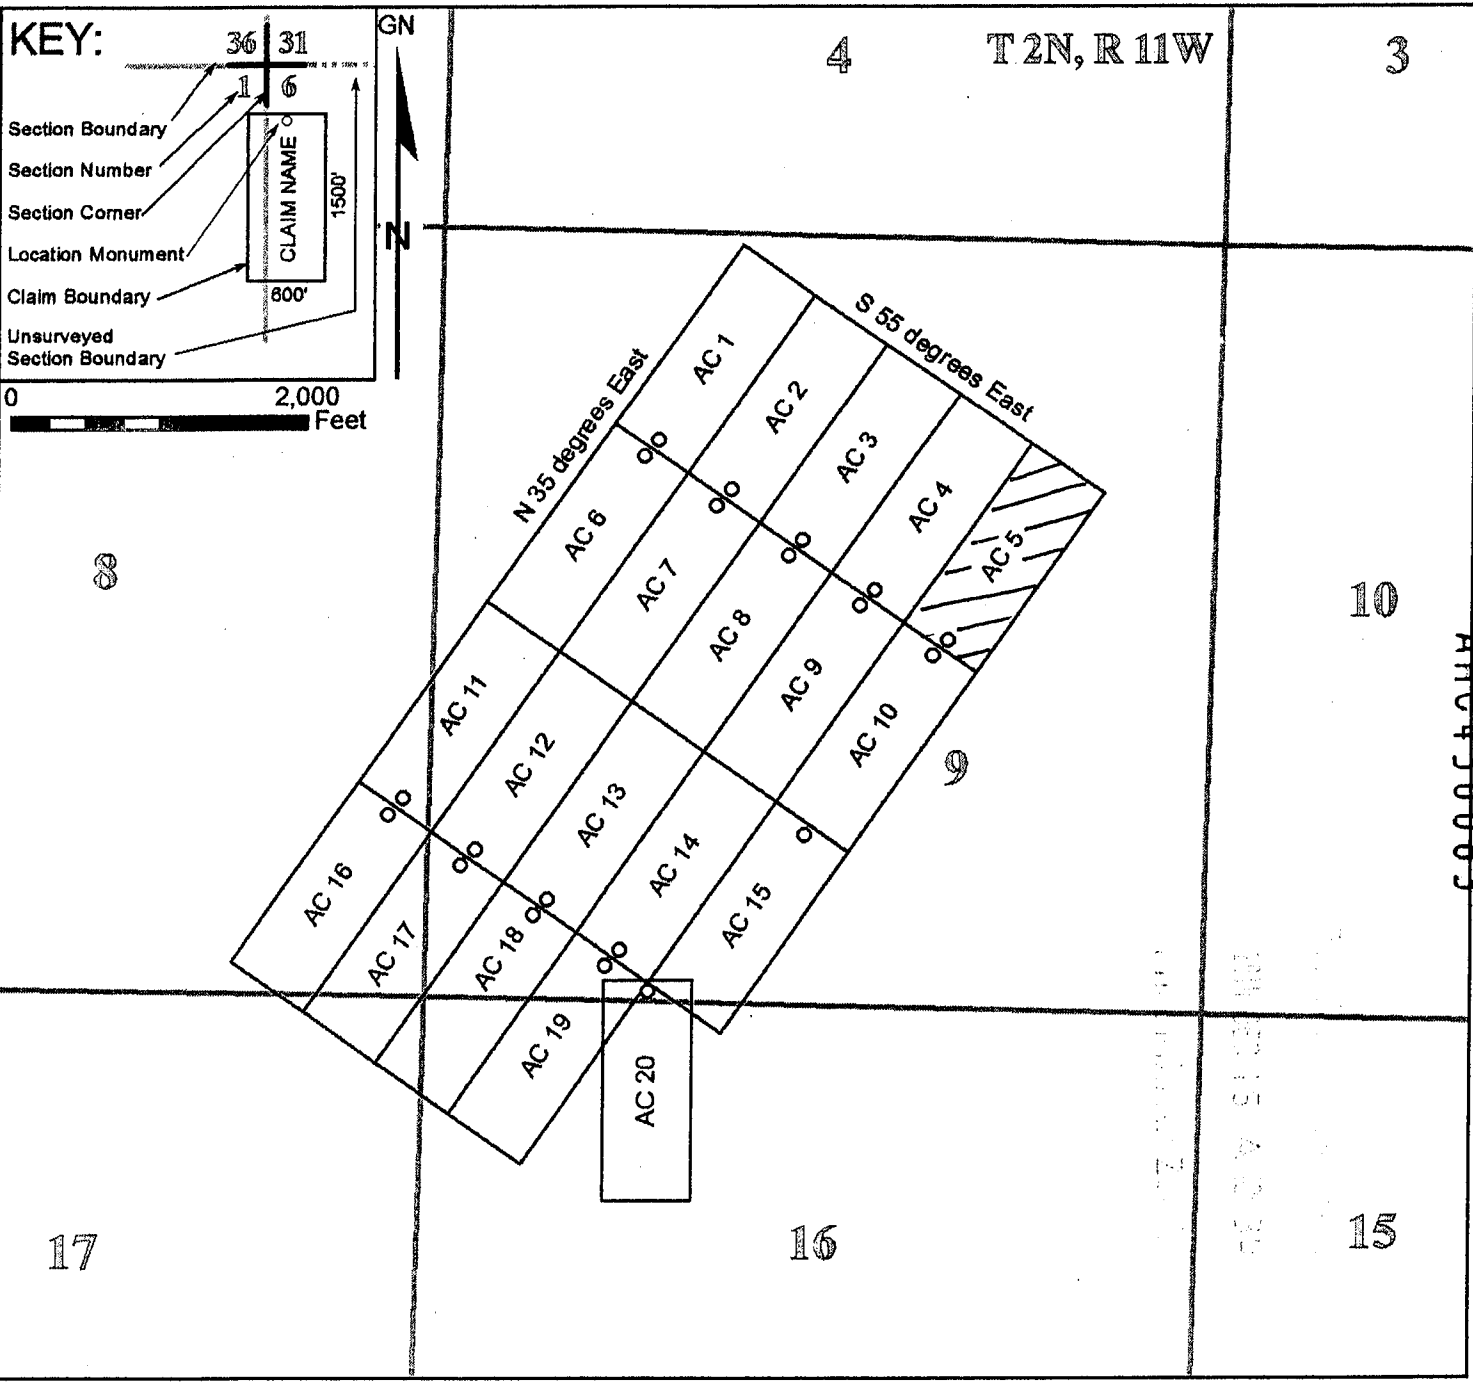 KEY:
36 31
1 6
Section Boundary
Section Number
Section Corner
Location Monument
Claim Boundary
Unsurveyed
Section Boundary
CLAIM NAME
1500'
600'
0 2,000
Feet
GN
N
4
T 2N, R 11W
3
S 55 degrees East
N 35 degrees East
AC 1
AC 2
AC 3
AC 4
AC 5
AC 6
AC 7
AC 8
AC 9
AC 10
AC 11
AC 12
AC 13
AC 14
AC 15
AC 16
AC 17
AC 18
AC 19
AC 20
8
9
10
17
16
15